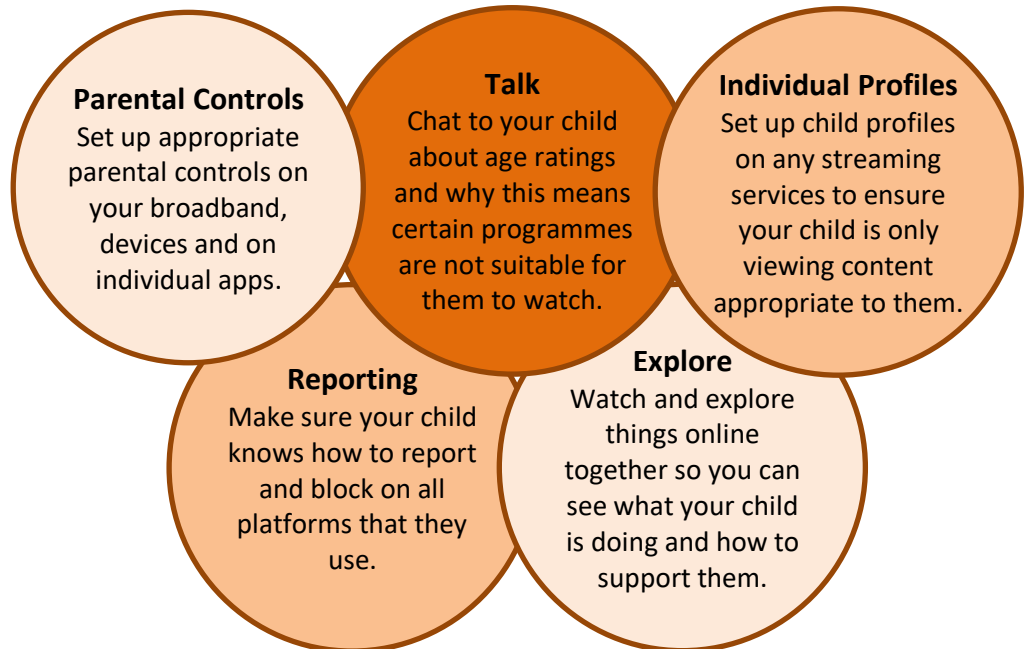 Parental Controls
Set up appropriate
parental controls on
your broadband,
devices and on
individual apps.
Talk
Chat to your child
about age ratings
and why this means
certain programmes
are not suitable for
them to watch.
Individual Profiles
Set up child profiles
on any streaming
services to ensure
your child is only
viewing content
appropriate to them.
Reporting
Make sure your child
knows how to report
and block on all
platforms that they
use.
Explore
Watch and explore
things online
together so you can
see what your child
is doing and how to
support them.